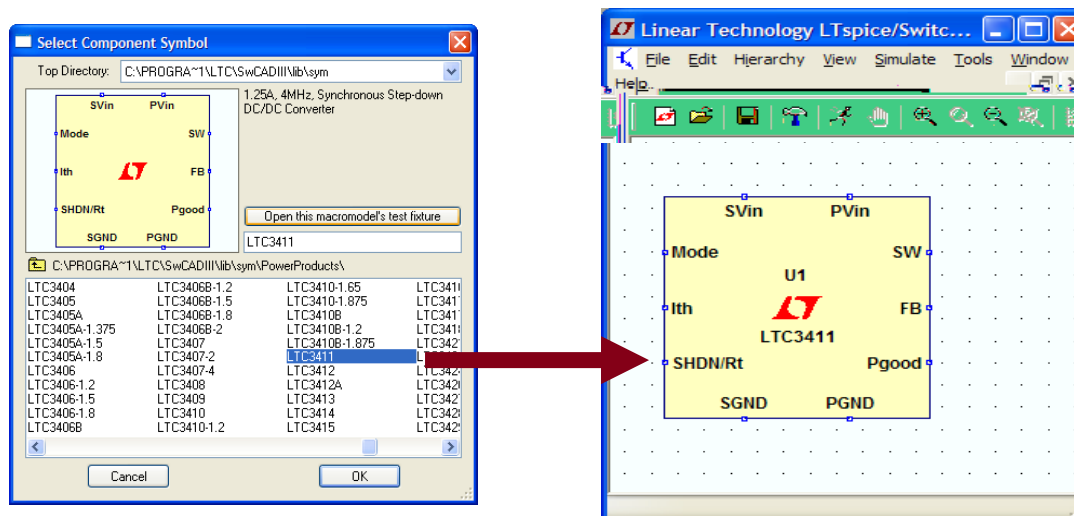 Select Component Symbol
Top Directory: C:\PROGRA~1\LTC\SwCADIII\lib\sym
1.25A, 4MHz, Synchronous Step-down
DC/DC Converter
SVin PVin
Mode SW
Ith FB
SHDN/Rt Pgood
SGND PGND
Open this macromodel's test fixture
LTC3411
C:\PROGRA~1\LTC\SwCADIII\lib\sym\PowerProducts\
LTC3404 LTC3406B-1.2 LTC3410-1.65
LTC3405 LTC3406B-1.5 LTC3410-1.875
LTC3405A LTC3406B-1.8 LTC3410B
LTC3405A-1.375 LTC3406B-2 LTC3410B-1.2
LTC3405A-1.5 LTC3407 LTC3410B-1.875
LTC3405A-1.8 LTC3407-2 LTC3411
LTC3406 LTC3407-4 LTC3412
LTC3406-1.2 LTC3408 LTC3412A
LTC3406-1.5 LTC3409 LTC3413
LTC3406-1.8 LTC3410 LTC3414
LTC3406B LTC3410-1.2 LTC3415
Cancel OK
Linear Technology LTspice/Switc...
File Edit Hierarchy View Simulate Tools Window
Help
SVin PVin
Mode SW
U1
Ith FB
LTC3411
SHDN/Rt Pgood
SGND PGND